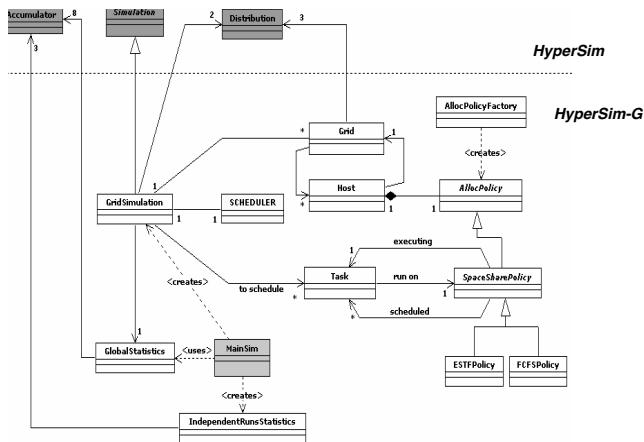 Accumulator
8
Simulation
2
Distribution
3
3
HyperSim
HyperSim-G
AllocPolicyFactory
<creates>
*
Grid
1
1
GridSimulation
1
1
SCHEDULER
*
Host
1
1
AllocPolicy
executing
1
Task
run on
SpaceSharePolicy
to schedule
*
1
<creates>
*
scheduled
1
GlobalStatistics
<uses>
MainSim
ESTFPolicy
FCFSPolicy
<creates>
IndependentRunsStatistics